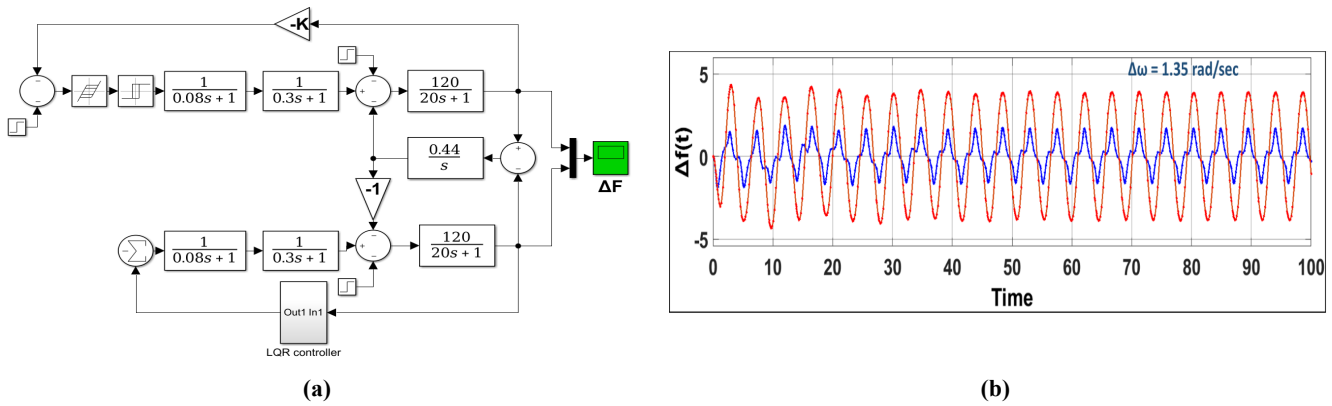 -K
1
0.08s + 1
1
0.3s + 1
120
20s + 1
0.44
s
ΔF
-1
1
0.08s + 1
1
0.3s + 1
120
20s + 1
Σ
Out1 In1
LQR controller
(a)
Δω = 1.35 rad/sec
Δf(t)
5
0
-5
0 10 20 30 40 50 60 70 80 90 100
Time
(b)